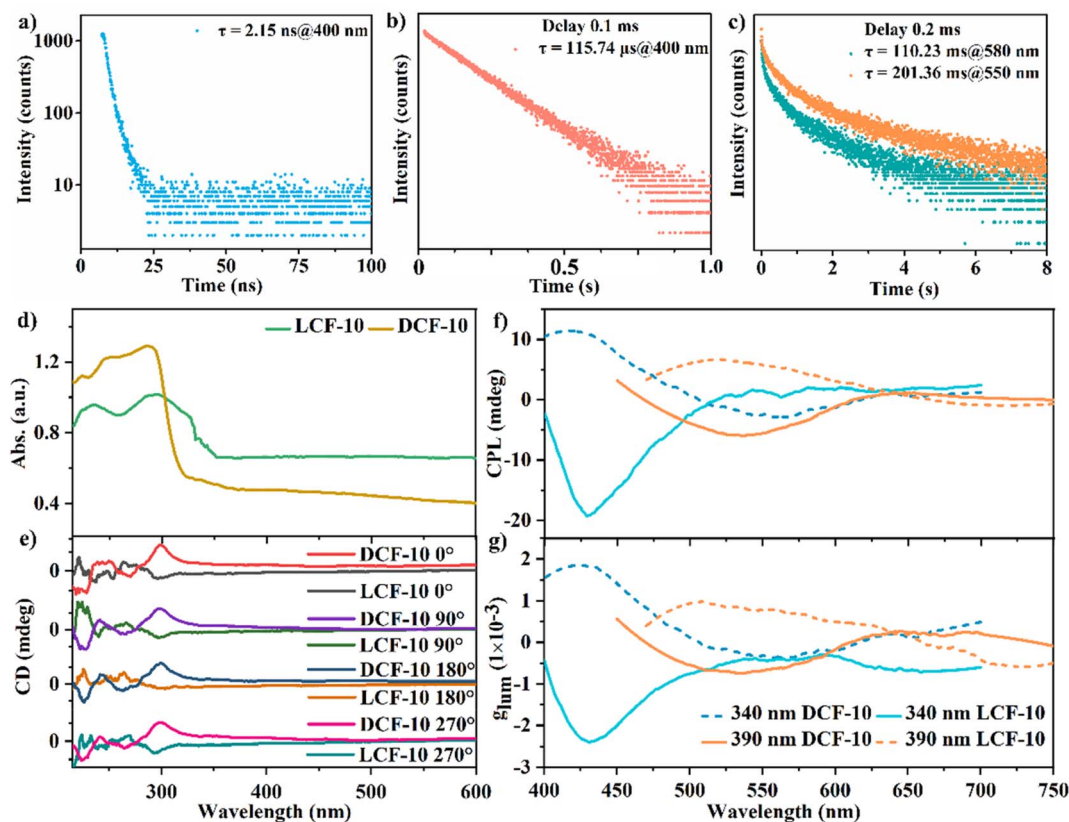 a)
τ = 2.15 ns@400 nm
1000
100
10
Intensity (counts)
0
25
50
75
100
Time (ns)
b)
Delay 0.1 ms
τ = 115.74 μs@400 nm
Intensity (counts)
0.0
0.5
1.0
Time (s)
c)
Delay 0.2 ms
τ = 110.23 ms@580 nm
τ = 201.36 ms@550 nm
Intensity (counts)
0
2
4
6
8
Time (s)
d)
LCF-10 DCF-10
1.2
0.8
0.4
Abs. (a.u.)
e)
DCF-10 0°
0
LCF-10 0°
DCF-10 90°
0
LCF-10 90°
DCF-10 180°
0
LCF-10 180°
DCF-10 270°
0
LCF-10 270°
CD (mdeg)
300
400
500
600
Wavelength (nm)
f)
10
0
-10
-20
CPL (mdeg)
g)
2
1
0
-1
-2
-3
glum (1×10-3)
340 nm DCF-10 340 nm LCF-10
390 nm DCF-10 390 nm LCF-10
400 450 500 550 600 650 700 750
Wavelength (nm)